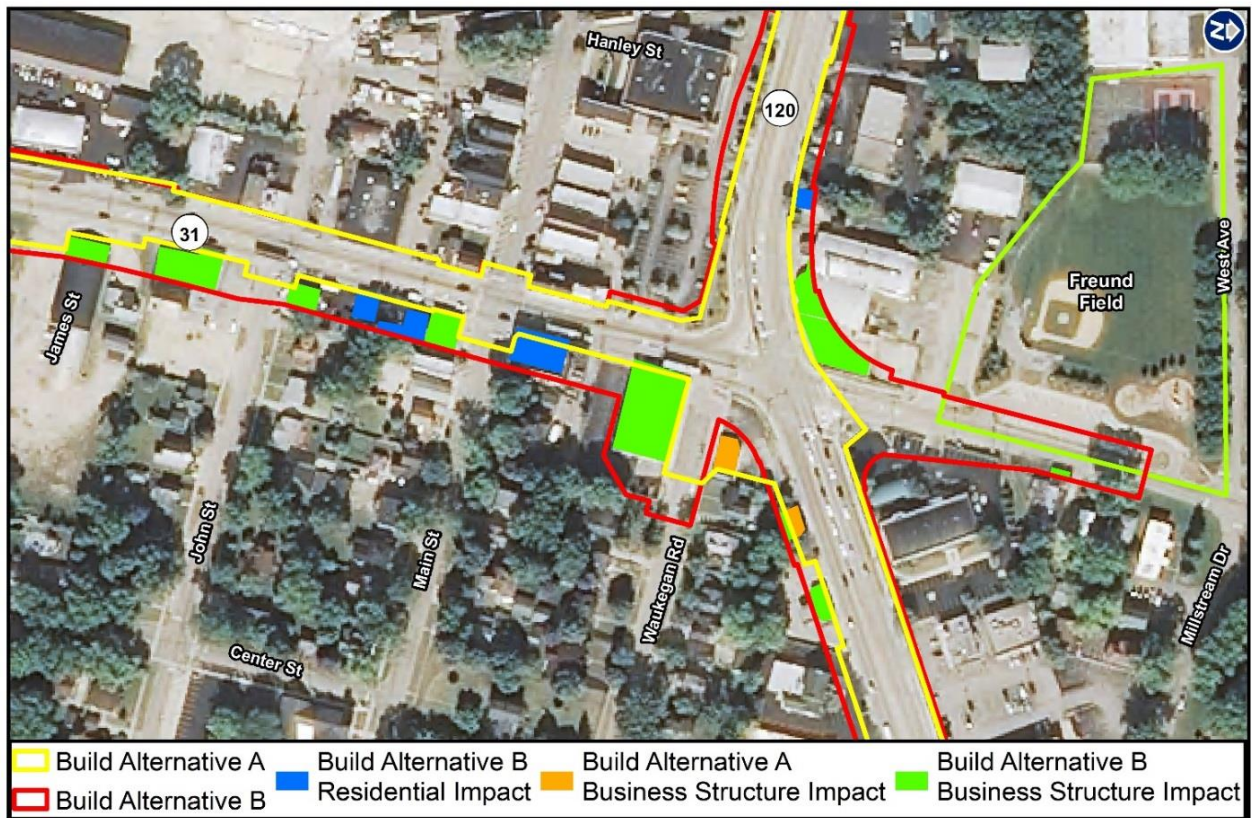 Hanley St
N
120
31
West Ave
Freund
Field
James St
John St
Main St
Waukegan Rd
Center St
Millstream Dr
Build Alternative A
Build Alternative B
Build Alternative B
Residential Impact
Build Alternative A
Business Structure Impact
Build Alternative B
Business Structure Impact